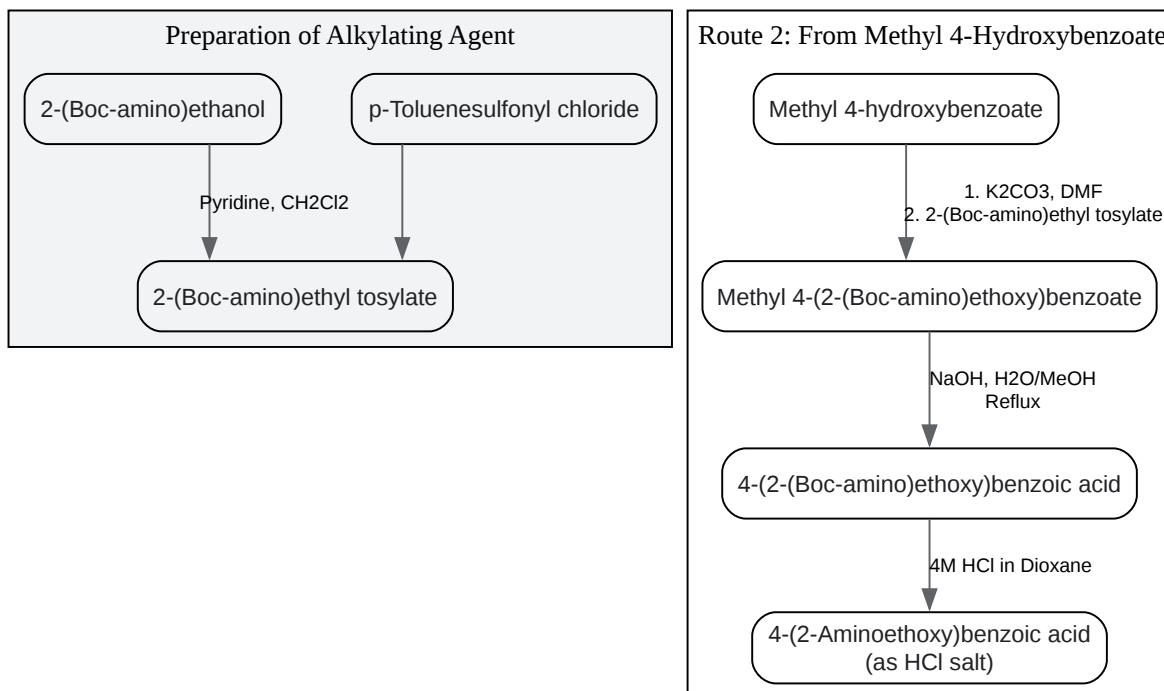 Preparation of Alkylating Agent
2-(Boc-amino)ethanol
p-Toluenesulfonyl chloride
Pyridine, CH2Cl2
2-(Boc-amino)ethyl tosylate
Route 2: From Methyl 4-Hydroxybenzoate
Methyl 4-hydroxybenzoate
1. K2CO3, DMF
2. 2-(Boc-amino)ethyl tosylate
Methyl 4-(2-(Boc-amino)ethoxy)benzoate
NaOH, H2O/MeOH
Reflux
4-(2-(Boc-amino)ethoxy)benzoic acid
4M HCl in Dioxane
4-(2-Aminoethoxy)benzoic acid
(as HCl salt)